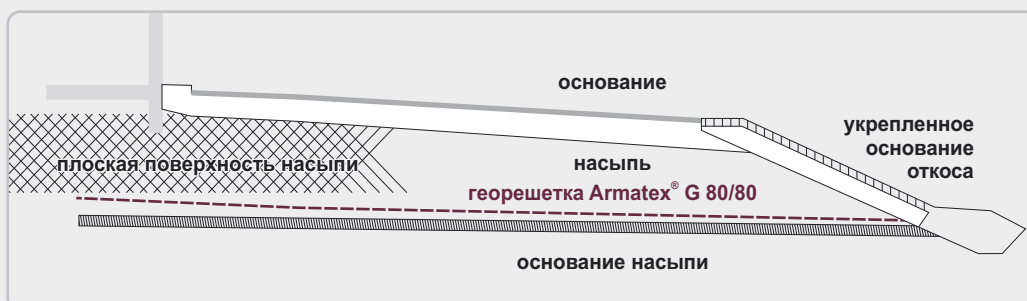 основание
укрепленное
основание
откоса
плоская поверхность насыпи
насыпь
георешетка Armatex® G 80/80
основание насыпи